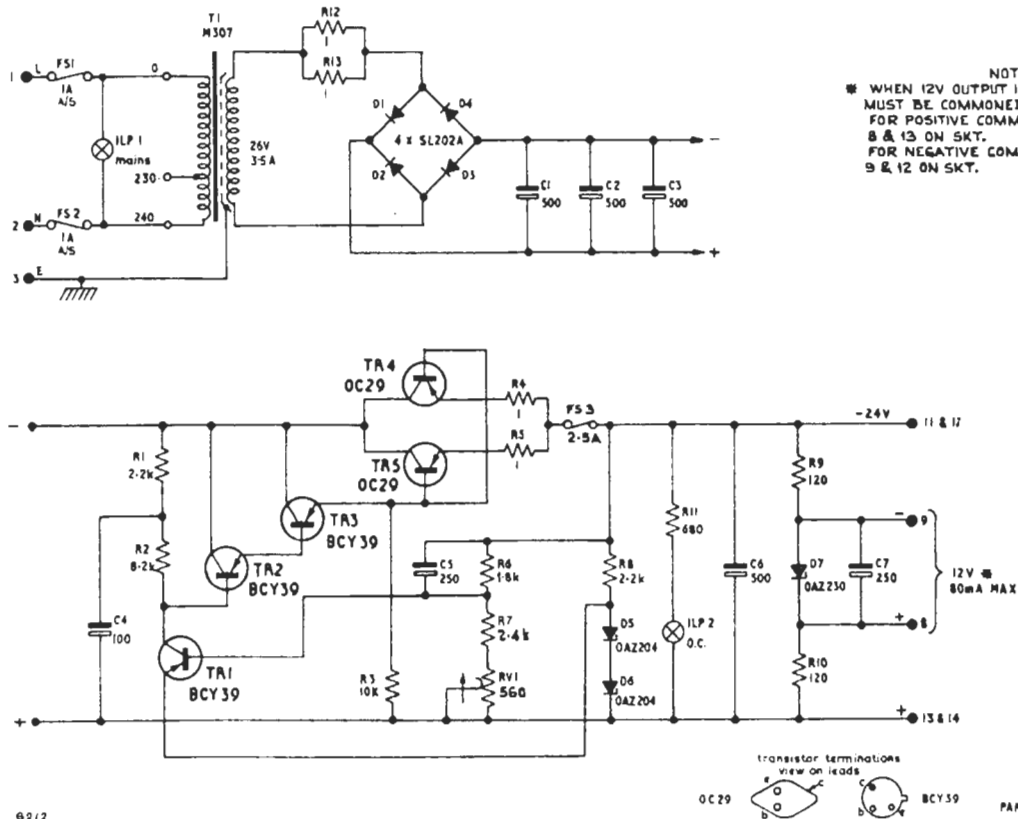 T1
M307
R12
1
R13
1
1
L
FS1
1A
A/S
0
ILP 1
mains
230
240
2
N
FS 2
1A
A/S
3
E
26V
3·5A
D1
D4
4 x SL202A
D2
D3
C1
500
C2
500
C3
500
-
+
NOT
* WHEN 12V OUTPUT I
MUST BE COMMONE
FOR POSITIVE COMM
8 & 13 ON SKT.
FOR NEGATIVE COM
9 & 12 ON SKT.
TR4
OC29
R4
1
FS 3
2·5A
-
-24V
11 & 12
R5
1
TR5
OC29
R1
2·2k
R2
8·2k
TR3
BCY39
TR2
BCY39
C4
100
TR1
BCY39
C5
250
R6
1·8k
R7
2·4k
RV1
560
R3
10k
R8
2·2k
D5
OAZ204
D6
OAZ204
R11
680
ILP 2
O.C.
C6
500
R9
120
D7
OAZ230
C7
250
R10
120
-
9
+
8
12V *
80mA MAX
+
+
13 & 14
transistor terminations
view on leads
OC29
e
b
c
c
b
e
BCY39